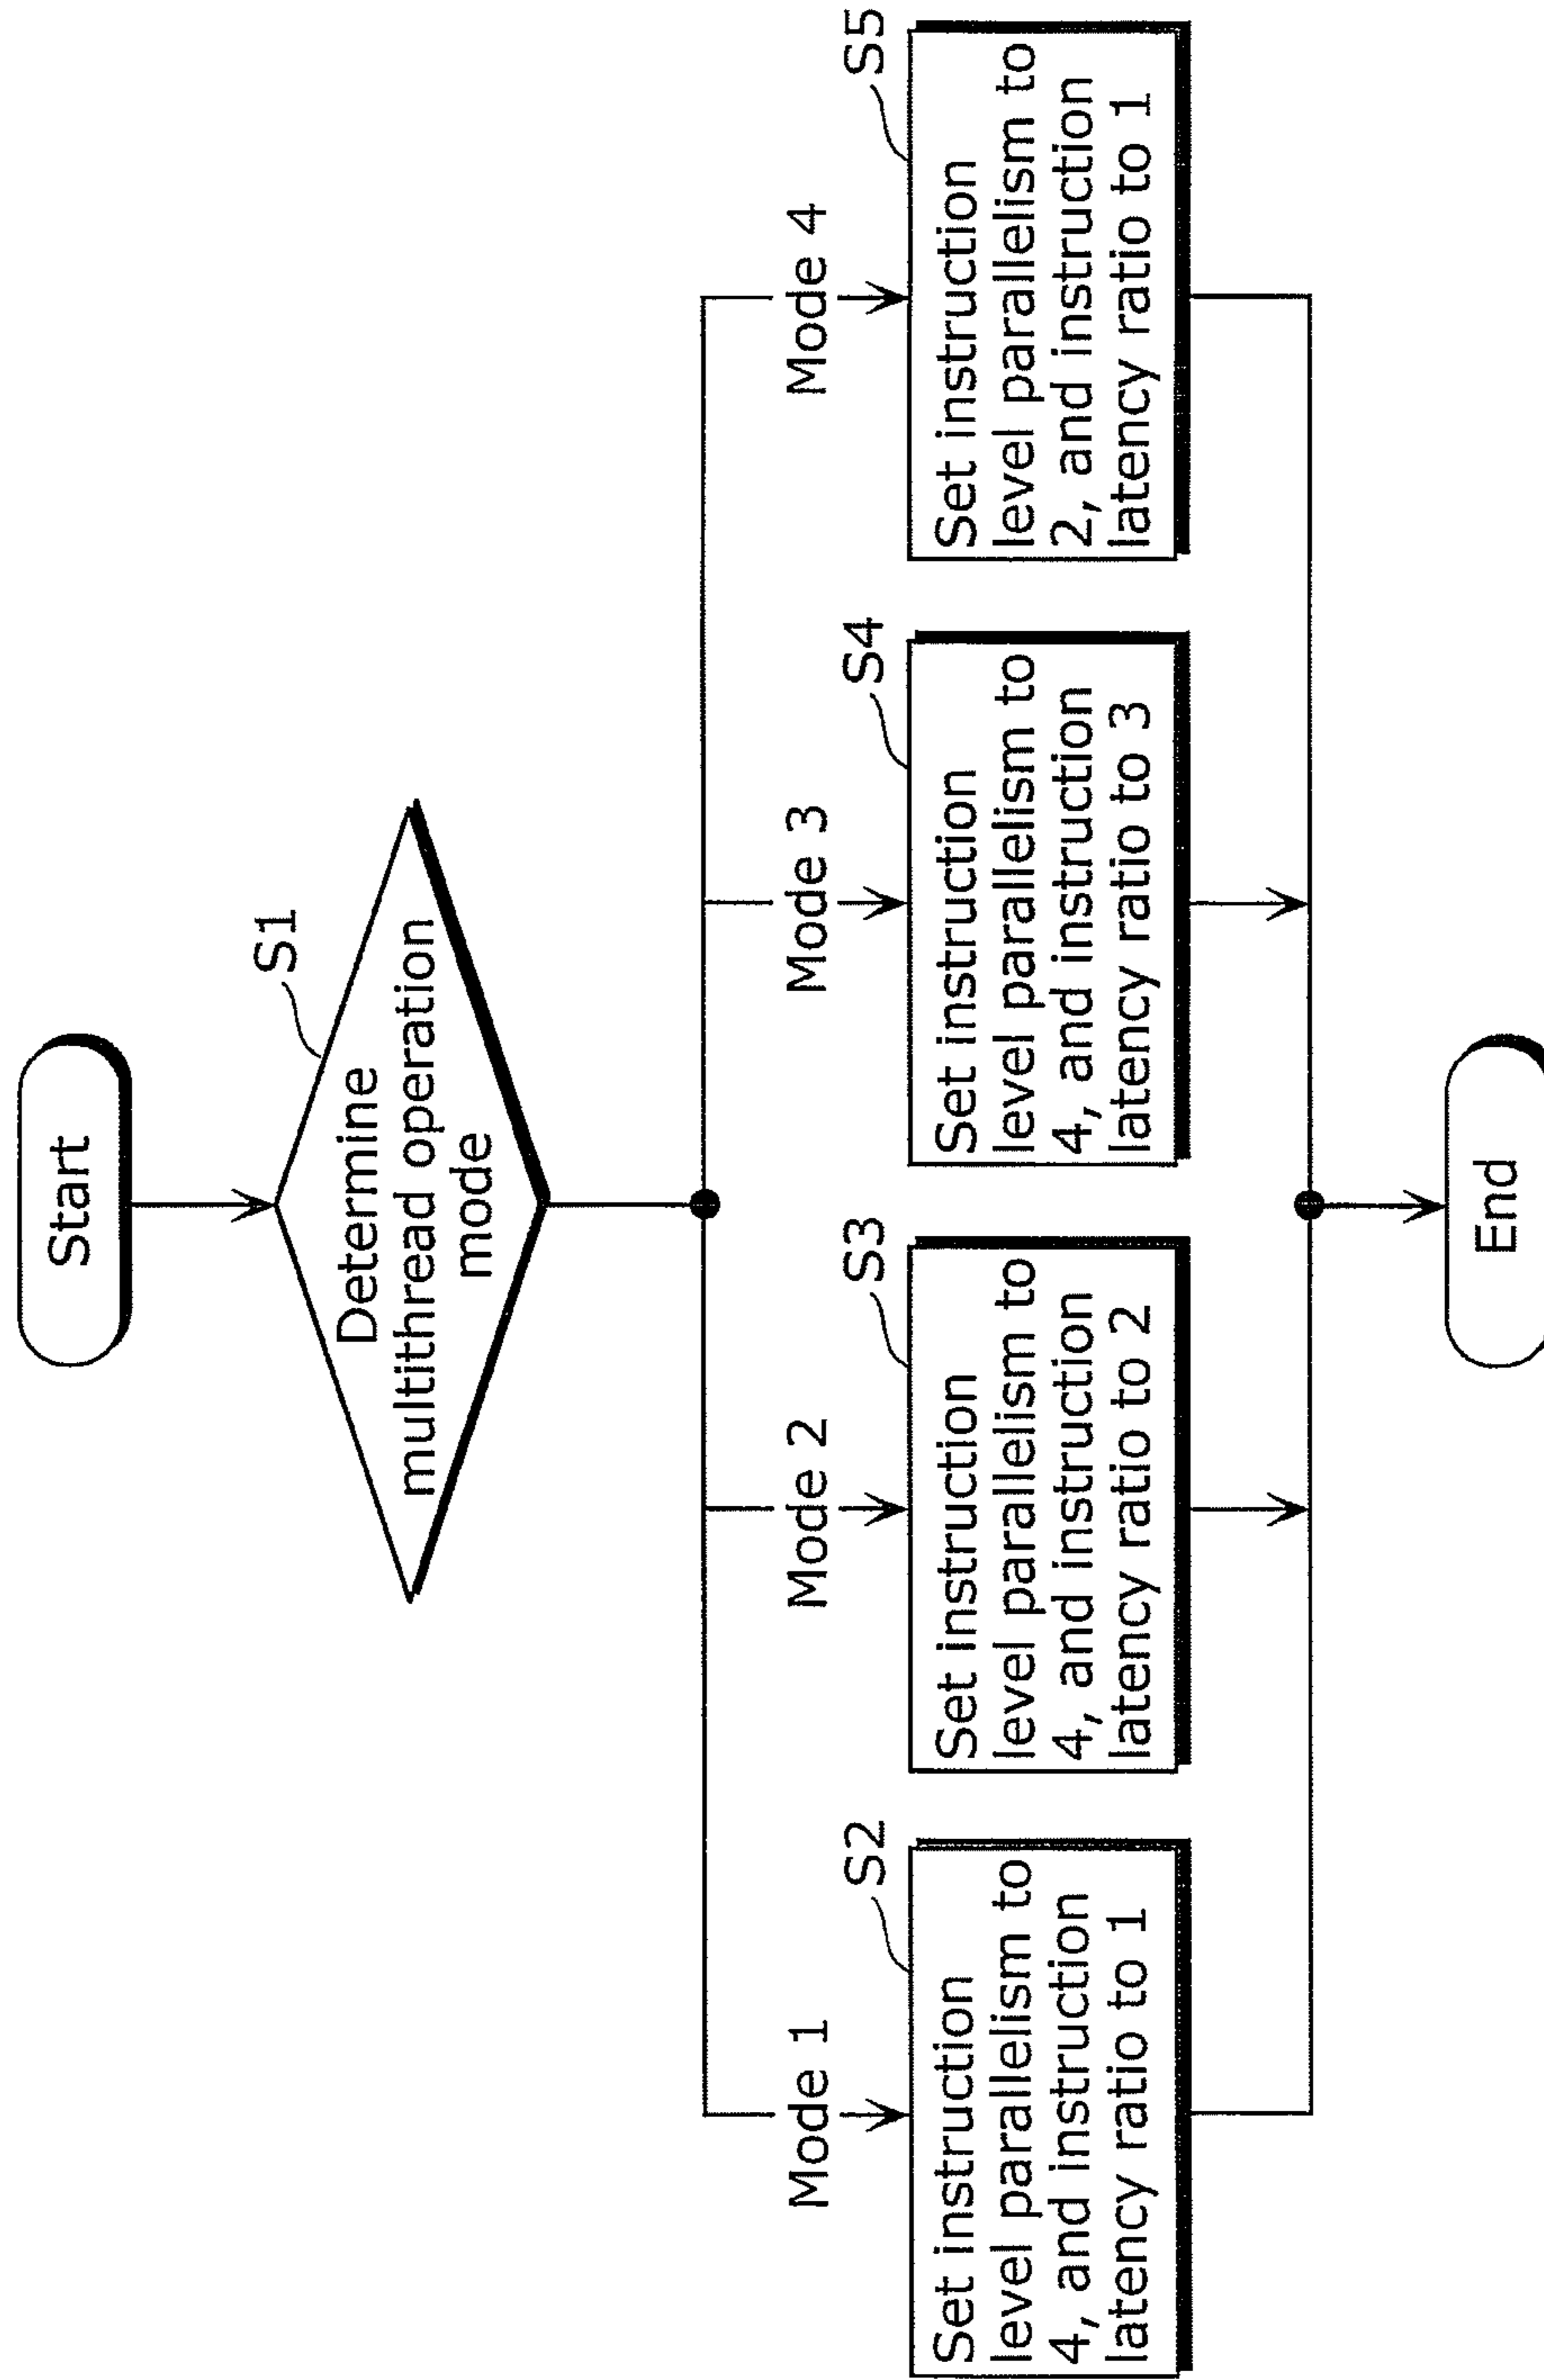 Start
S1
Determine
multithread operation
mode
Mode 1
Mode 2
Mode 3
Mode 4
S2
Set instruction
level parallelism to
4, and instruction
latency ratio to 1
S3
Set instruction
level parallelism to
4, and instruction
latency ratio to 2
S4
Set instruction
level parallelism to
4, and instruction
latency ratio to 3
S5
Set instruction
level parallelism to
2, and instruction
latency ratio to 1
End